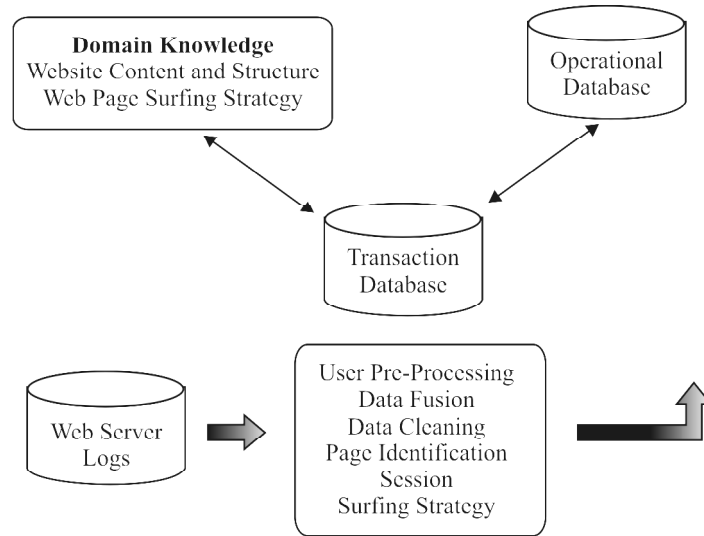 Domain Knowledge
Website Content and Structure
Web Page Surfing Strategy
Operational
Database
Transaction
Database
Web Server
Logs
User Pre-Processing
Data Fusion
Data Cleaning
Page Identification
Session
Surfing Strategy